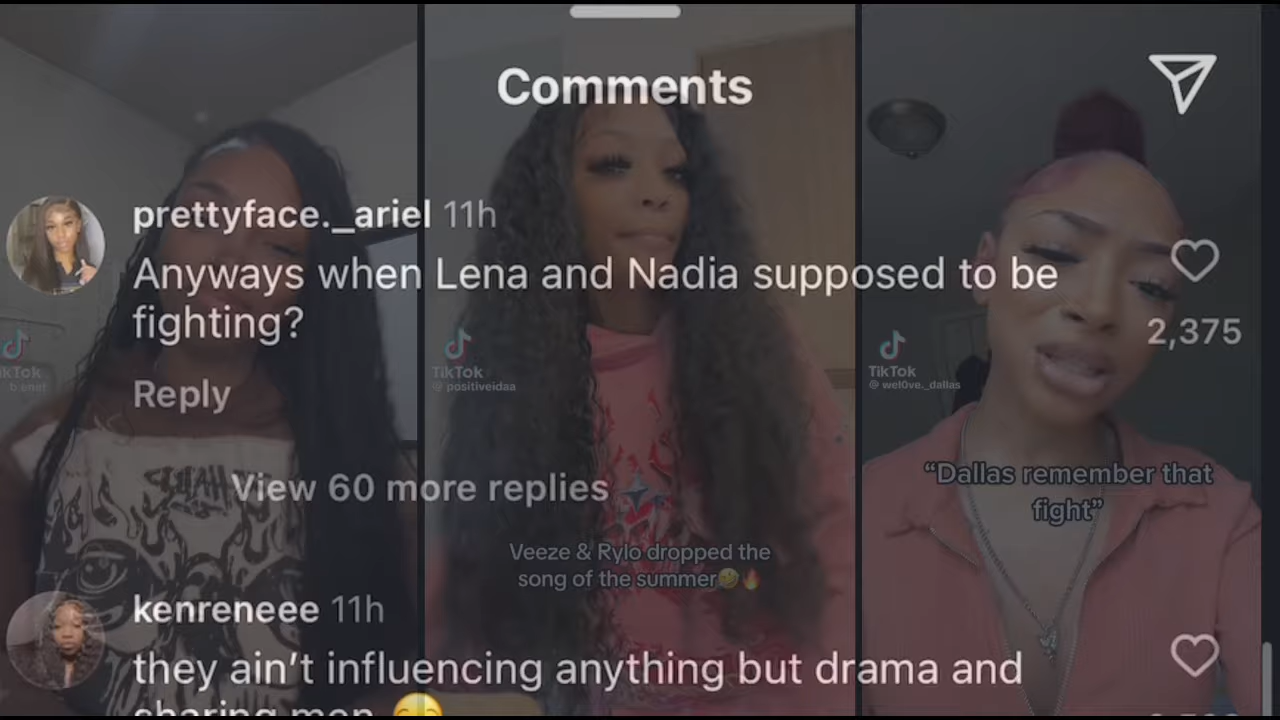 Comments
prettyface._ariel 11h
Anyways when Lena and Nadia supposed to be
fighting?
2,375
Reply
View 60 more replies
kenreneee 11h
they ain't influencing anything but drama and
sharing men 😑
TikTok
@ positiveidaa
Veeze & Rylo dropped the
song of the summer🤣🔥
TikTok
@ wel0ve._dallas
“Dallas remember that
fight”